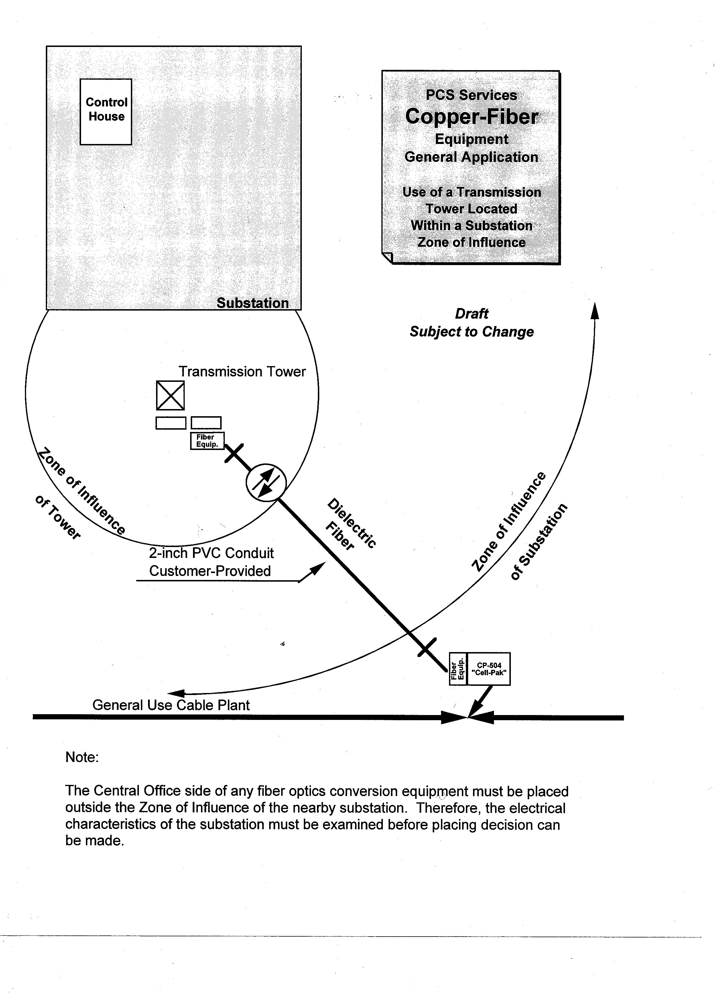 Control
House
PCS Services
Copper-Fiber
Equipment
General Application
Use of a Transmission
Tower Located
Within a Substation
Zone of Influence
Substation
Draft
Subject to Change
Transmission Tower
Fiber
Equip.
Zone of Influence
of Tower
Dielectric
Fiber
Zone of Influence
of Substation
2-inch PVC Conduit
Customer-Provided
Fiber
Equip.
CP-504
"Cell-Pak"
General Use Cable Plant
Note:
The Central Office side of any fiber optics conversion equipment must be placed
outside the Zone of Influence of the nearby substation.  Therefore, the electrical
characteristics of the substation must be examined before placing decision can
be made.